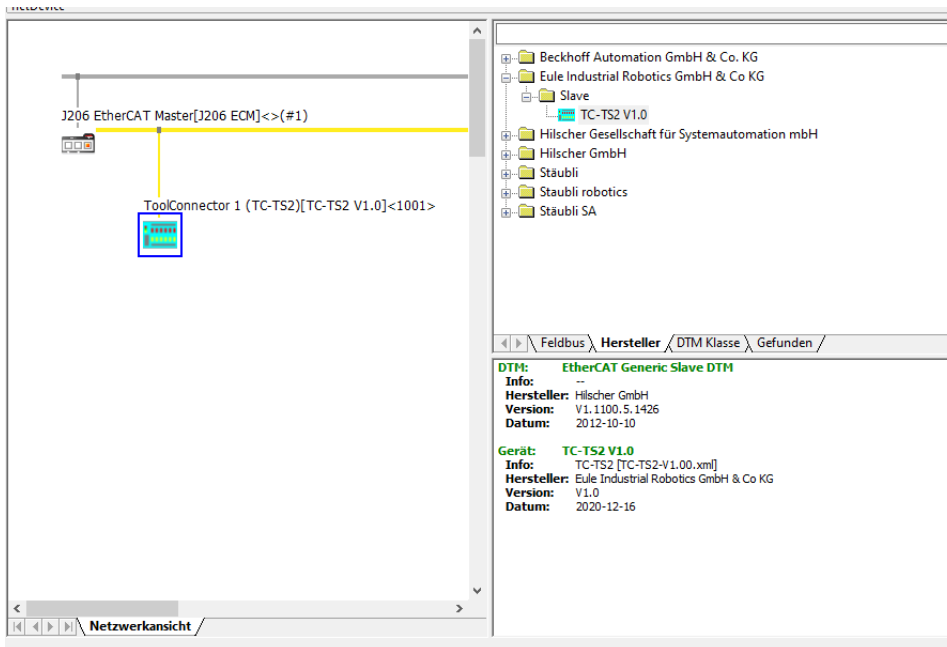 netDevice
J206 EtherCAT Master[J206 ECM]<>(#1)
ToolConnector 1 (TC-TS2)[TC-TS2 V1.0]<1001>
Netzwerkansicht
Beckhoff Automation GmbH & Co. KG
Eule Industrial Robotics GmbH & Co KG
Slave
TC-TS2 V1.0
Hilscher Gesellschaft für Systemautomation mbH
Hilscher GmbH
Stäubli
Staubli robotics
Stäubli SA
Feldbus Hersteller DTM Klasse Gefunden
DTM: EtherCAT Generic Slave DTM
Info: --
Hersteller: Hilscher GmbH
Version: V1.1100.5.1426
Datum: 2012-10-10
Gerät: TC-TS2 V1.0
Info: TC-TS2 [TC-TS2-V1.00.xml]
Hersteller: Eule Industrial Robotics GmbH & Co KG
Version: V1.0
Datum: 2020-12-16